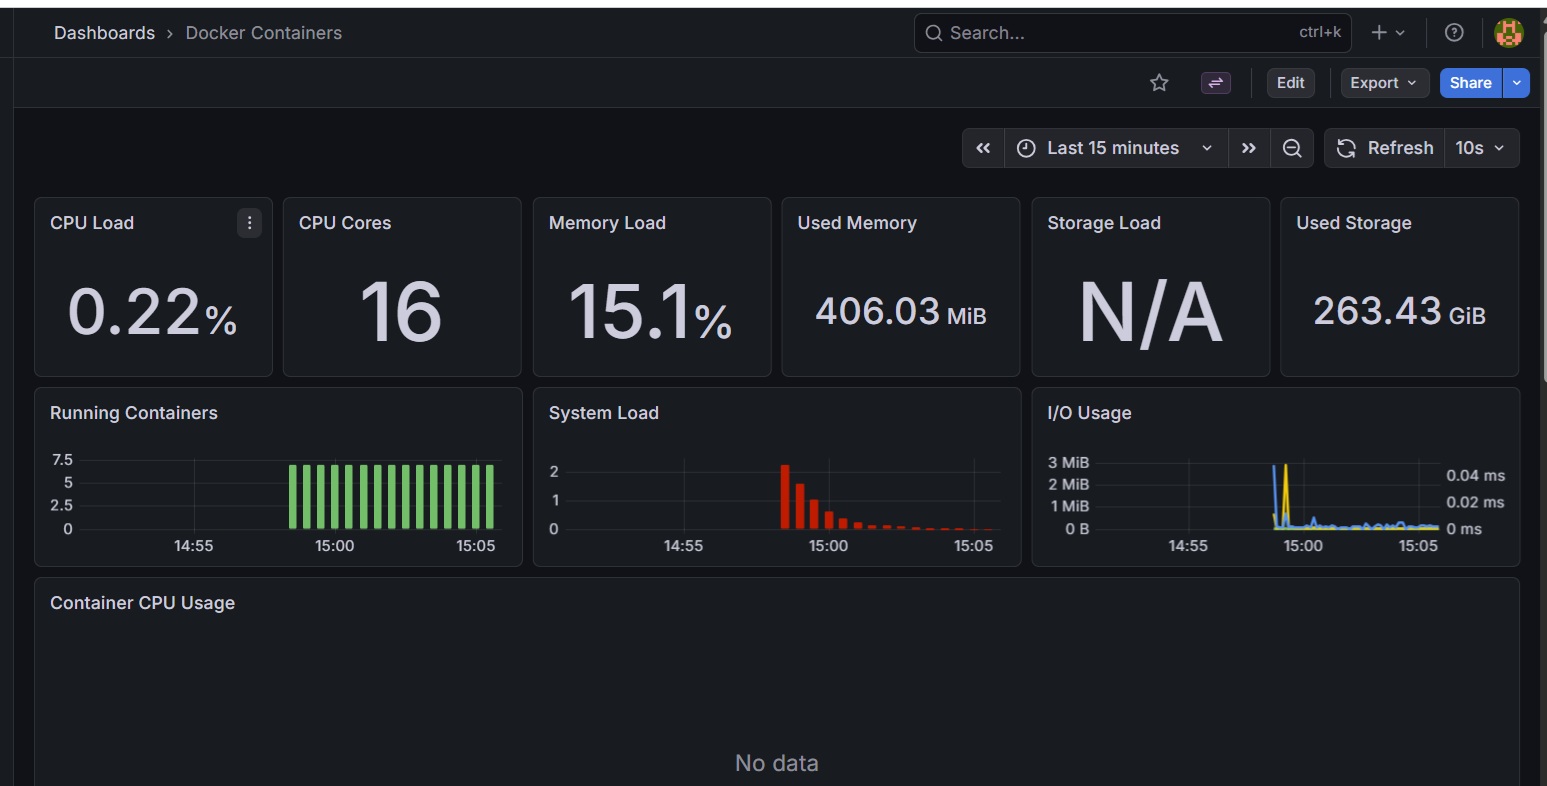 Dashboards › Docker Containers
Search... ctrl+k
Edit Export Share
Last 15 minutes Refresh 10s
CPU Load CPU Cores Memory Load Used Memory Storage Load Used Storage
0.22% 16 15.1% 406.03 MiB N/A 263.43 GiB
Running Containers
7.5
5
2.5
0
14:55 15:00 15:05
System Load
2
1
0
14:55 15:00 15:05
I/O Usage
3 MiB
2 MiB
1 MiB
0 B
0.04 ms
0.02 ms
0 ms
14:55 15:00 15:05
Container CPU Usage
No data